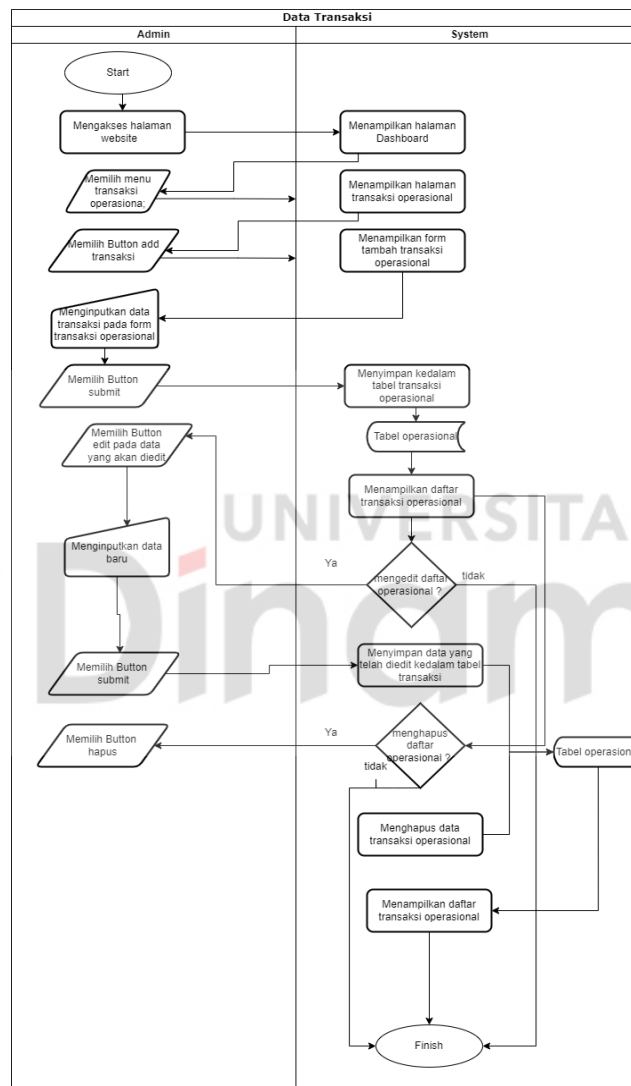 Data Transaksi
Admin
System
Start
Mengakses halaman
website
Menampilkan halaman
Dashboard
Memilih menu
transaksi
operasiona;
Menampilkan halaman
transaksi operasional
Memilih Button add
transaksi
Menampilkan form
tambah transaksi
operasional
Menginputkan data
transaksi pada form
transaksi operasional
Memilih Button
submit
Menyimpan kedalam
tabel transaksi
operasional
Tabel operasional
Memilih Button
edit pada data
yang akan diedit
Menampilkan daftar
transaksi operasional
UNIVERSITA
Dinam
Menginputkan data
baru
Ya
mengedit daftar
operasional ?
tidak
Memilih Button
submit
Menyimpan data yang
telah diedit kedalam tabel
transaksi
Memilih Button
hapus
Ya
menghapus
daftar
operasional ?
tidak
Tabel operasion
Menghapus data
transaksi operasional
Menampilkan daftar
transaksi operasional
Finish